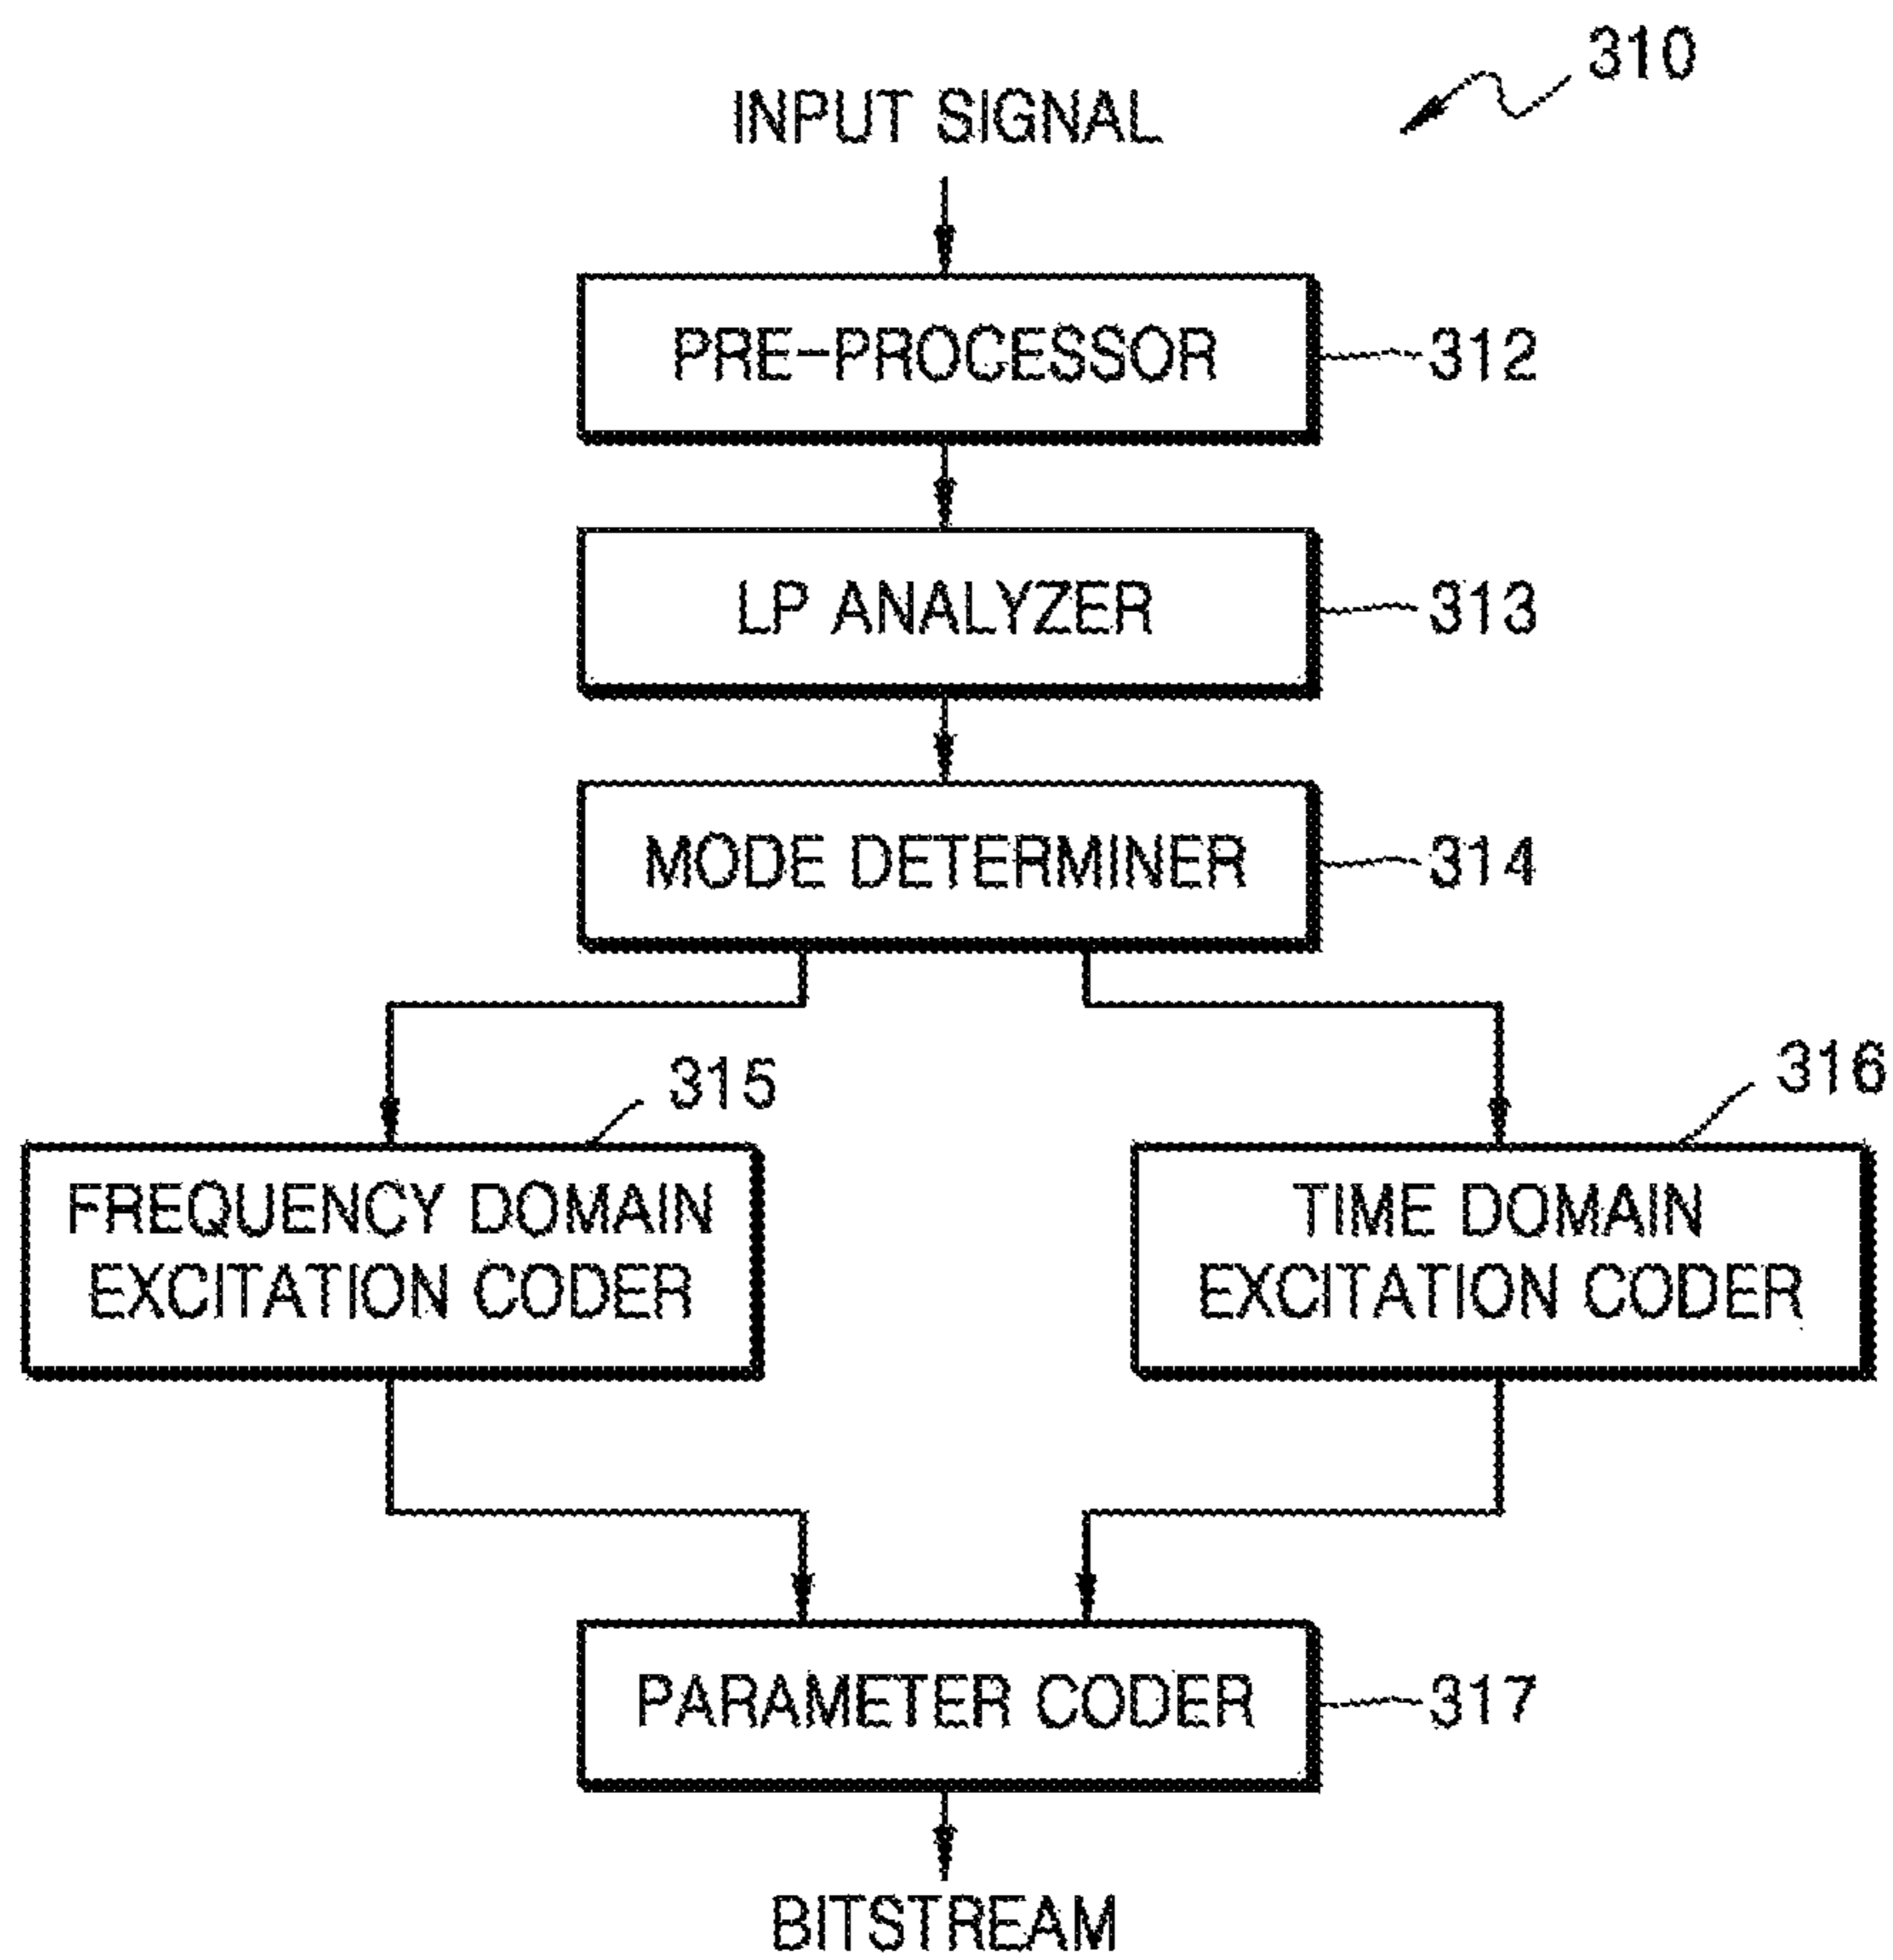 310
INPUT SIGNAL
PRE-PROCESSOR
312
LP ANALYZER
313
MODE DETERMINER
314
315
316
FREQUENCY DOMAIN
EXCITATION CODER
TIME DOMAIN
EXCITATION CODER
PARAMETER CODER
317
BITSTREAM